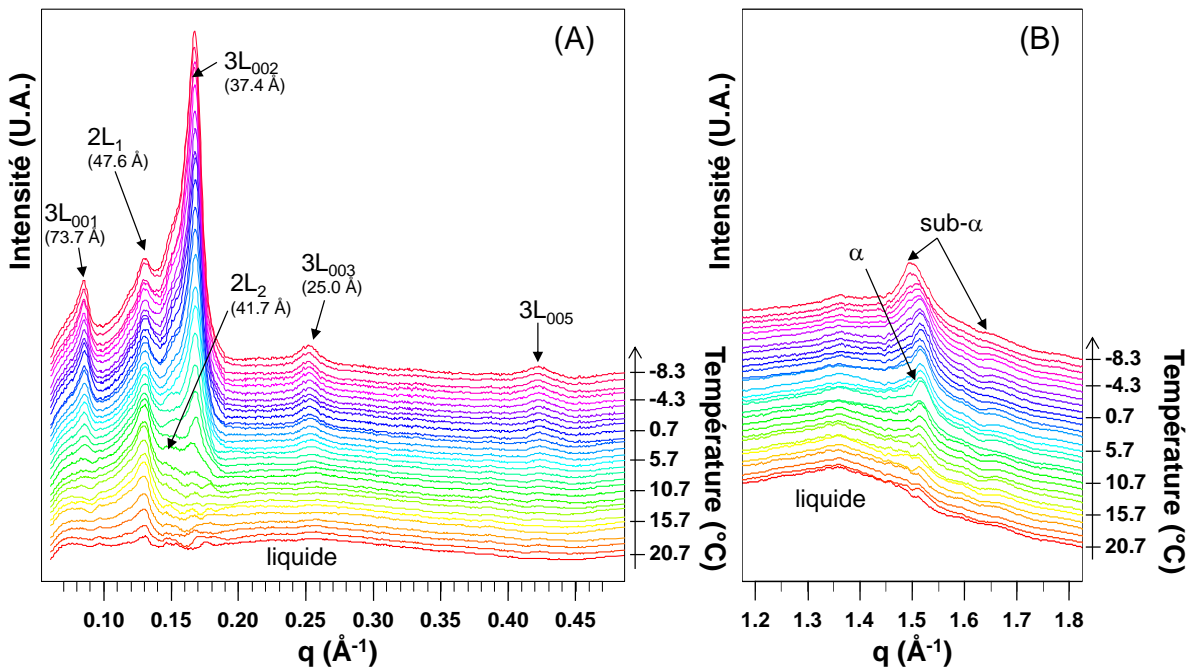 (A)
Intensité (U.A.)
3L002
(37.4 Å)
2L1
(47.6 Å)
3L001
(73.7 Å)
2L2
(41.7 Å)
3L003
(25.0 Å)
3L005
liquide
-8.3
-4.3
0.7
5.7
10.7
15.7
20.7
Température (°C)
0.10 0.15 0.20 0.25 0.30 0.35 0.40 0.45
q (Å-1)
(B)
Intensité (U.A.)
sub-α
α
liquide
-8.3
-4.3
0.7
5.7
10.7
15.7
20.7
Température (°C)
1.2 1.3 1.4 1.5 1.6 1.7 1.8
q (Å-1)